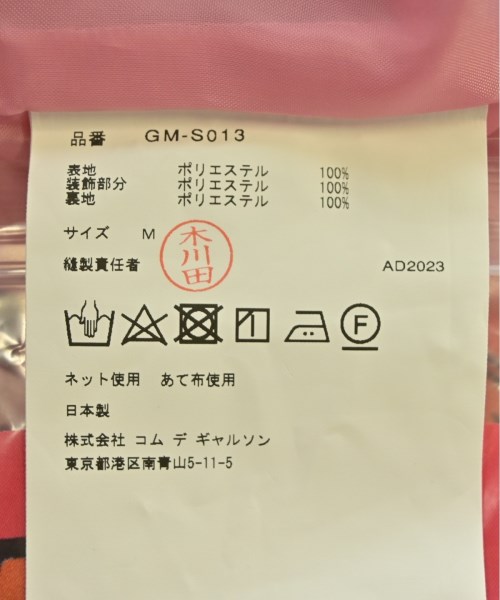 品番 GM-S013
表地 ポリエステル 100%
装飾部分 ポリエステル 100%
裏地 ポリエステル 100%
サイズ M
木川田
縫製責任者 AD2023
F
ネット使用 あて布使用
日本製
株式会社 コム デ ギャルソン
東京都港区南青山5-11-5